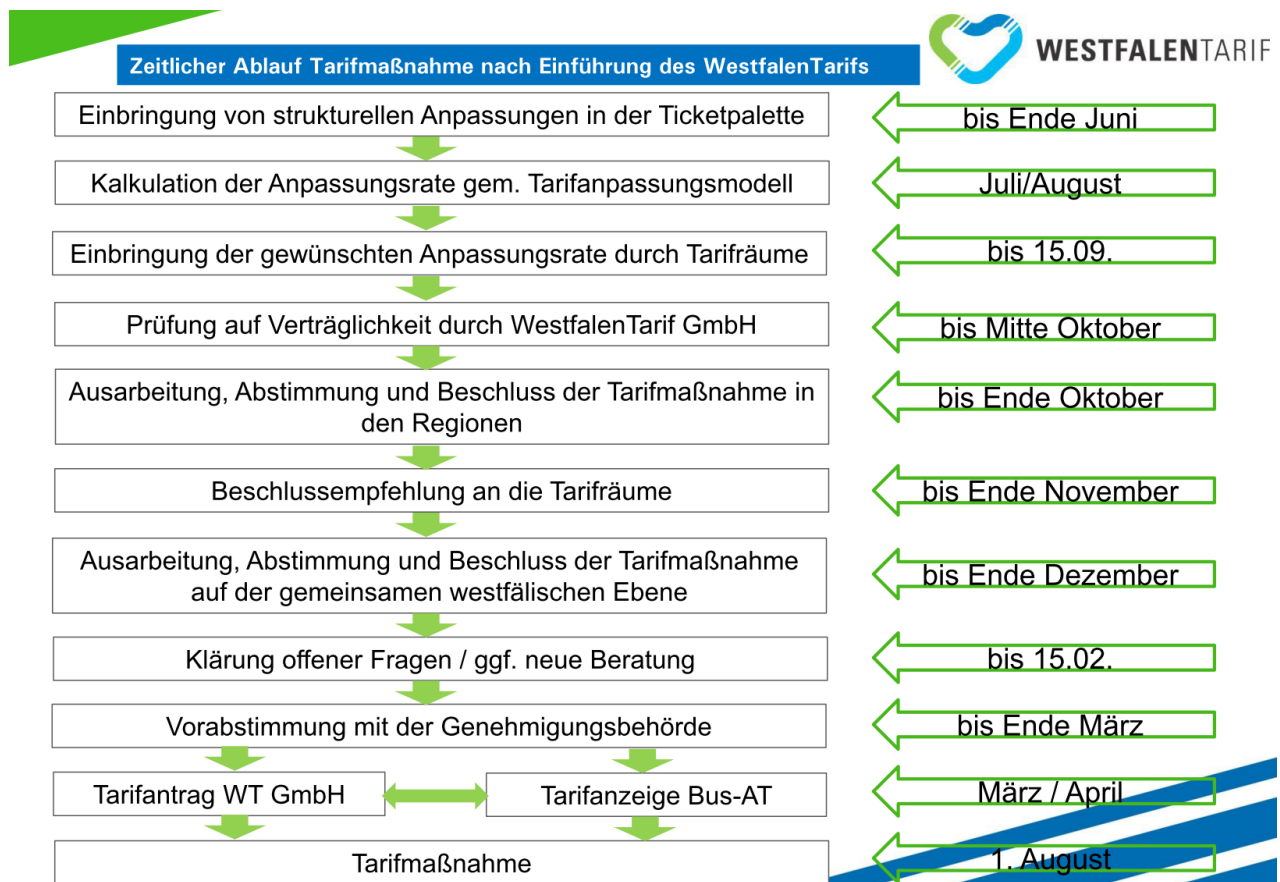 WESTFALENTARIF
Zeitlicher Ablauf Tarifmaßnahme nach Einführung des WestfalenTarifs
Einbringung von strukturellen Anpassungen in der Ticketpalette
bis Ende Juni
Kalkulation der Anpassungsrate gem. Tarifanpassungsmodell
Juli/August
Einbringung der gewünschten Anpassungsrate durch Tarifräume
bis 15.09.
Prüfung auf Verträglichkeit durch WestfalenTarif GmbH
bis Mitte Oktober
Ausarbeitung, Abstimmung und Beschluss der Tarifmaßnahme in
den Regionen
bis Ende Oktober
Beschlussempfehlung an die Tarifräume
bis Ende November
Ausarbeitung, Abstimmung und Beschluss der Tarifmaßnahme
auf der gemeinsamen westfälischen Ebene
bis Ende Dezember
Klärung offener Fragen / ggf. neue Beratung
bis 15.02.
Vorabstimmung mit der Genehmigungsbehörde
bis Ende März
Tarifantrag WT GmbH
Tarifanzeige Bus-AT
März / April
Tarifmaßnahme
1. August